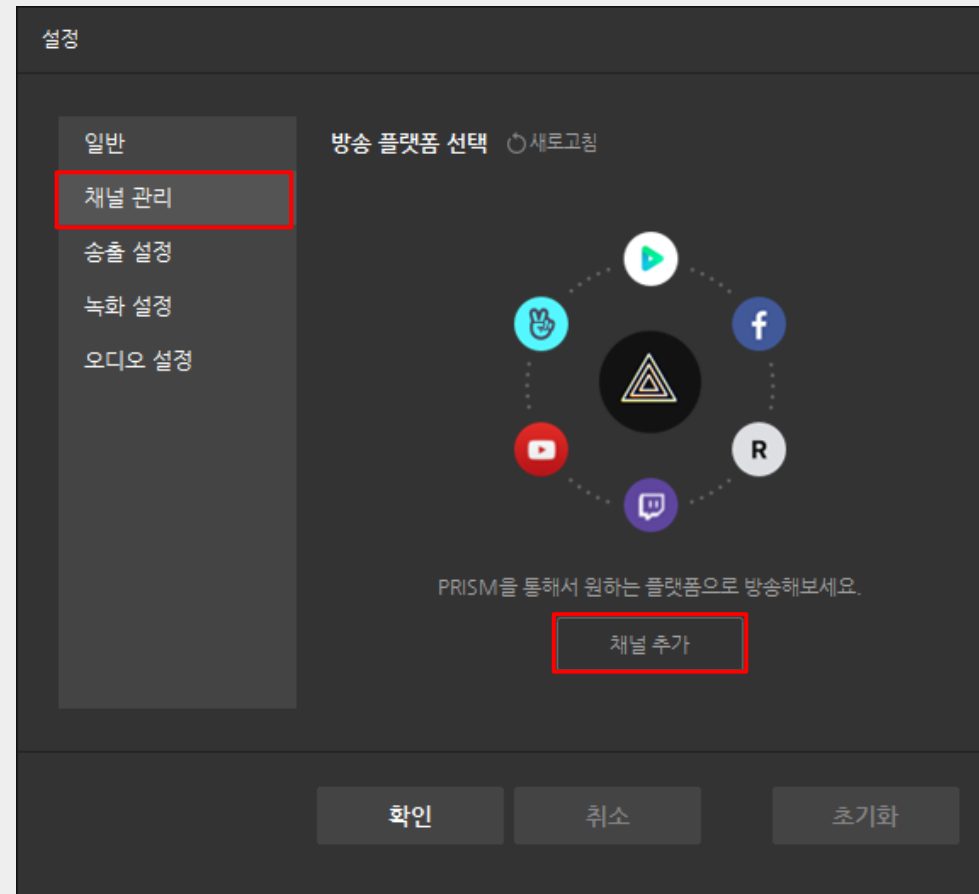 설정
일반
채널 관리
송출 설정
녹화 설정
오디오 설정
방송 플랫폼 선택 새로고침
f
R
PRISM을 통해서 원하는 플랫폼으로 방송해보세요.
채널 추가
확인 취소 초기화